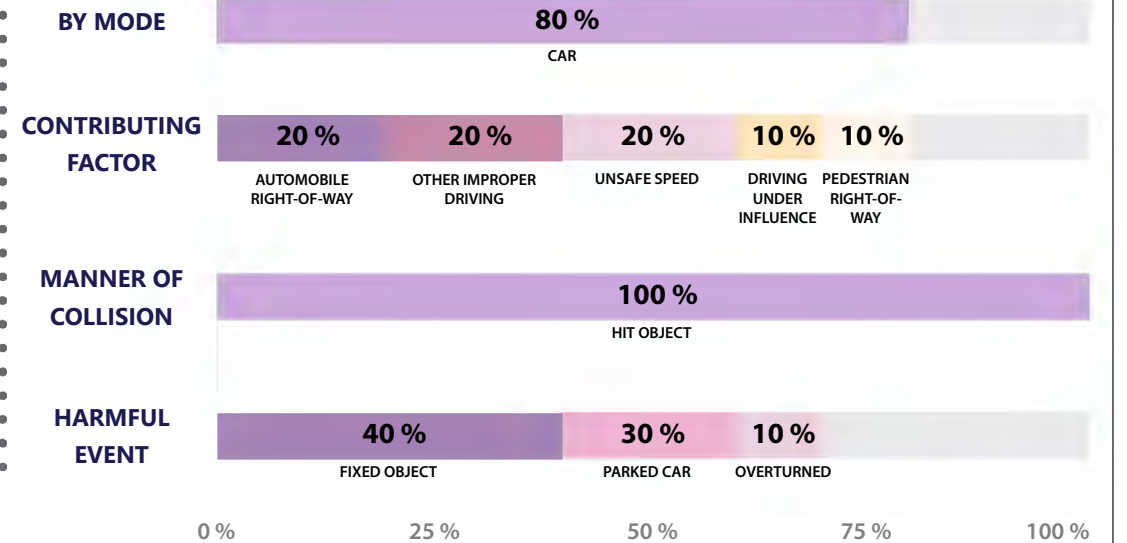 BY MODE
80 %
CAR
CONTRIBUTING
FACTOR
20 % 20 % 20 % 10 % 10 %
AUTOMOBILE
RIGHT-OF-WAY
OTHER IMPROPER
DRIVING
UNSAFE SPEED
DRIVING
UNDER
INFLUENCE
PEDESTRIAN
RIGHT-OF-
WAY
MANNER OF
COLLISION
100 %
HIT OBJECT
HARMFUL
EVENT
40 % 30 % 10 %
FIXED OBJECT PARKED CAR OVERTURNED
0 % 25 % 50 % 75 % 100 %